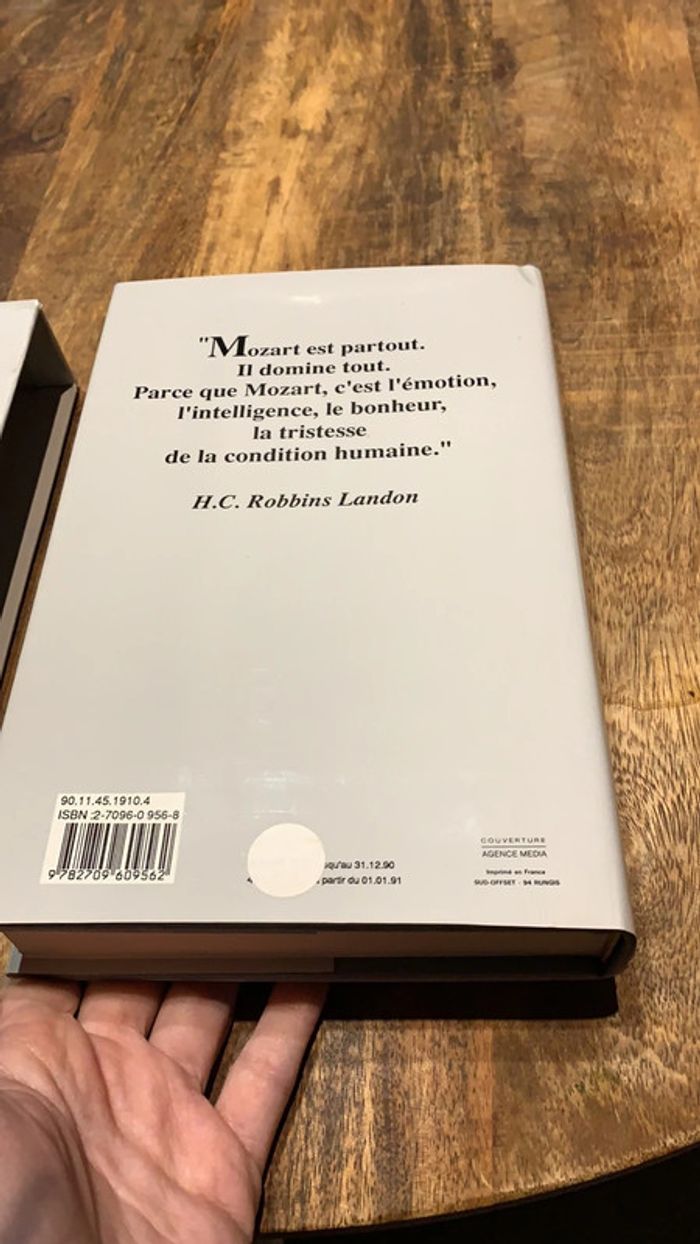 "Mozart est partout.
Il domine tout.
Parce que Mozart, c'est l'émotion,
l'intelligence, le bonheur,
la tristesse
de la condition humaine."
H.C. Robbins Landon
90.11.45.1910.4
ISBN :2-7096-0 956-8
9 782709 609562
31.12.90
partir du 01.01.91
COUVERTURE
AGENCE MEDIA
Imprimé en France
SUD-OFFSET - 94 RUNGIS